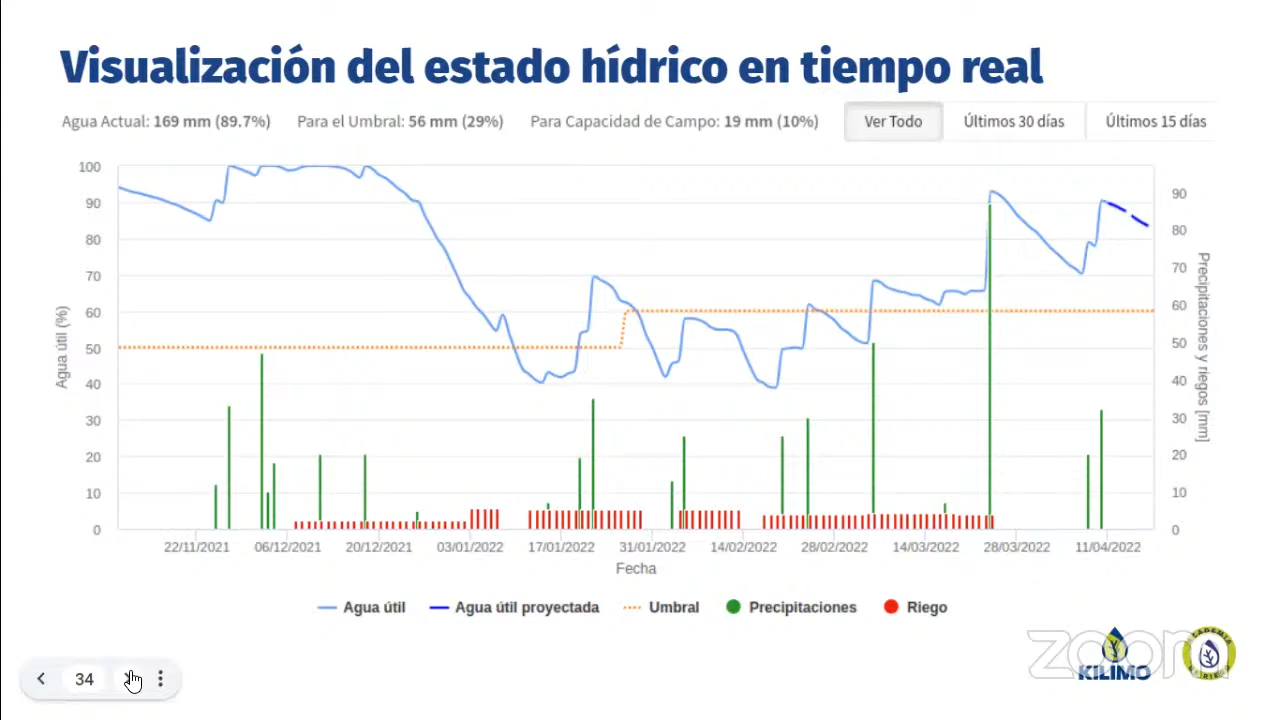 Visualización del estado hídrico en tiempo real
Agua Actual: 169 mm (89.7%) Para el Umbral: 56 mm (29%) Para Capacidad de Campo: 19 mm (10%) Ver Todo Últimos 30 días Últimos 15 días
100
90
80
70
60
50
40
30
20
10
0
Agua útil (%)
90
80
70
60
50
40
30
20
10
0
Precipitaciones y riegos [mm]
22/11/2021 06/12/2021 20/12/2021 03/01/2022 17/01/2022 31/01/2022 14/02/2022 28/02/2022 14/03/2022 28/03/2022 11/04/2022
Fecha
Agua útil Agua útil proyectada Umbral Precipitaciones Riego
zoom
KILIMO
34